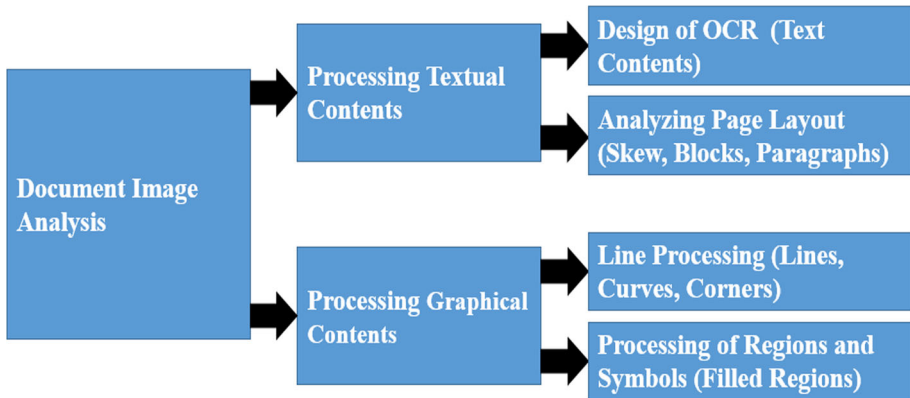 Document Image
Analysis
Processing Textual
Contents
Design of OCR (Text
Contents)
Analyzing Page Layout
(Skew, Blocks, Paragraphs)
Processing Graphical
Contents
Line Processing (Lines,
Curves, Corners)
Processing of Regions and
Symbols (Filled Regions)